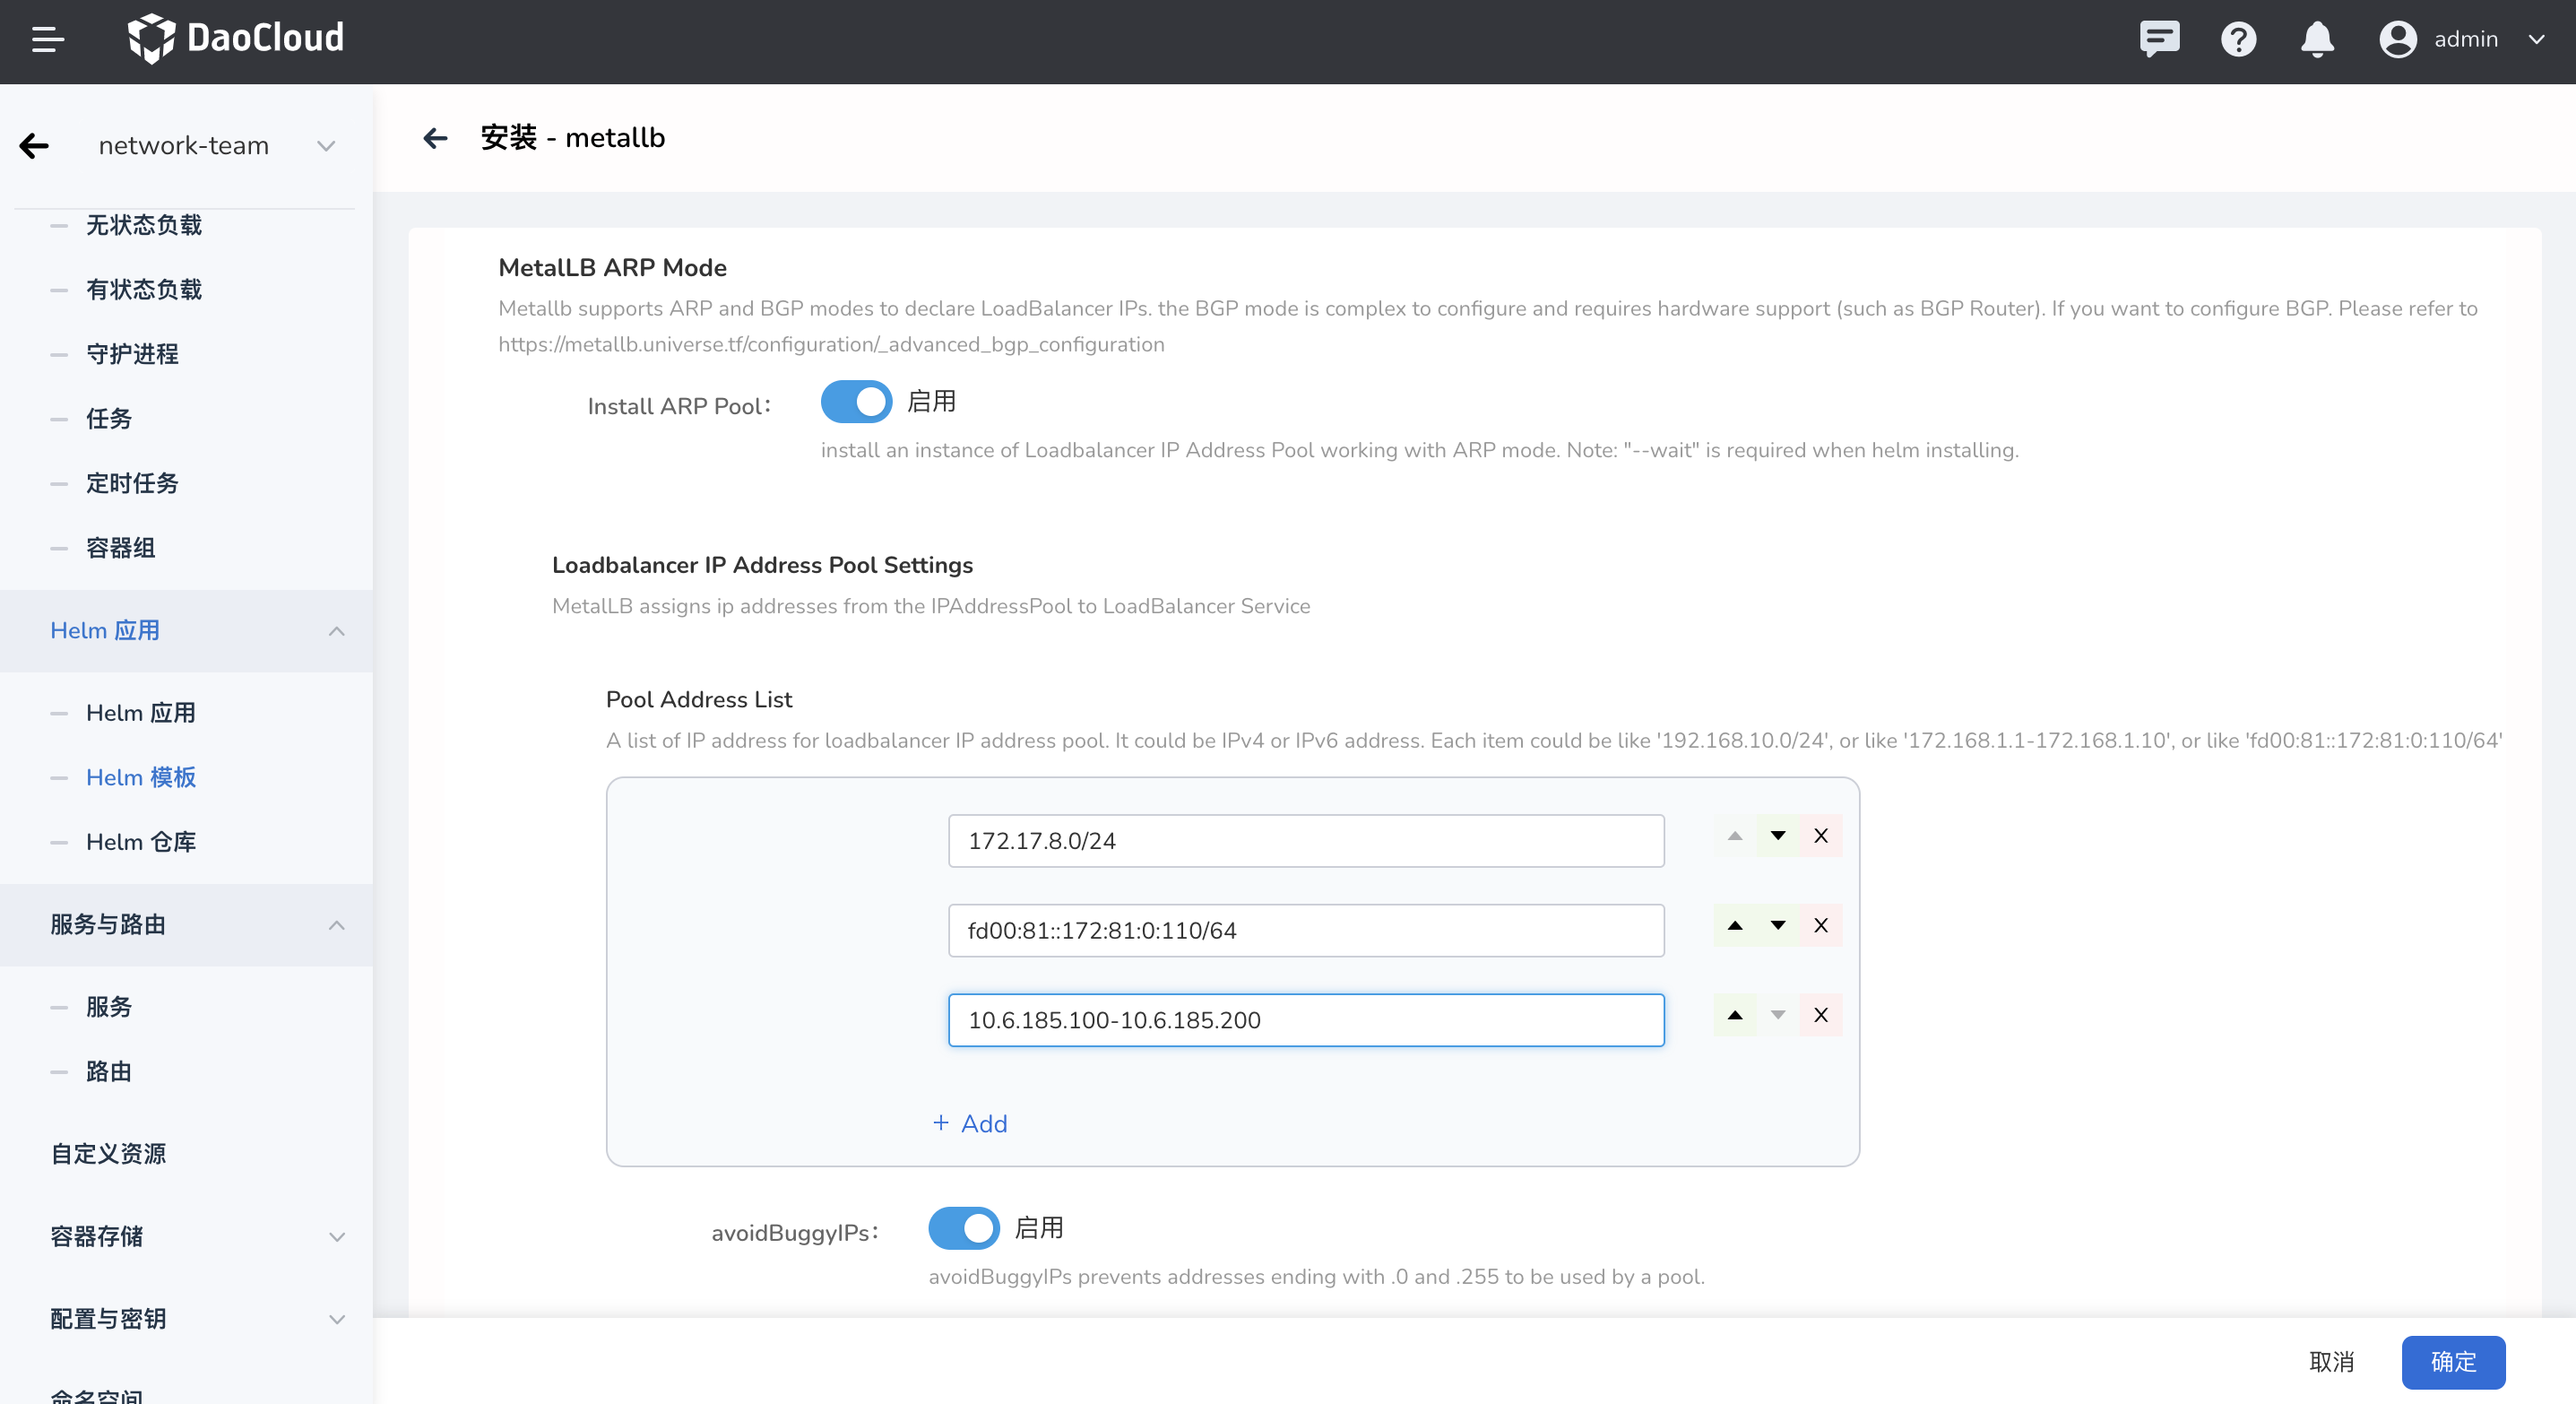 DaoCloud
admin
network-team
无状态负载
有状态负载
守护进程
任务
定时任务
容器组
Helm 应用
Helm 应用
Helm 模板
Helm 仓库
服务与路由
服务
路由
自定义资源
容器存储
配置与密钥
命名空间
安装 - metallb
MetalLB ARP Mode
Metallb supports ARP and BGP modes to declare LoadBalancer IPs. the BGP mode is complex to configure and requires hardware support (such as BGP Router). If you want to configure BGP. Please refer to
https://metallb.universe.tf/configuration/_advanced_bgp_configuration
Install ARP Pool：
启用
install an instance of Loadbalancer IP Address Pool working with ARP mode. Note: "--wait" is required when helm installing.
Loadbalancer IP Address Pool Settings
MetalLB assigns ip addresses from the IPAddressPool to LoadBalancer Service
Pool Address List
A list of IP address for loadbalancer IP address pool. It could be IPv4 or IPv6 address. Each item could be like '192.168.10.0/24', or like '172.168.1.1-172.168.1.10', or like 'fd00:81::172:81:0:110/64'
172.17.8.0/24
X
fd00:81::172:81:0:110/64
X
10.6.185.100-10.6.185.200
X
+ Add
avoidBuggyIPs：
启用
avoidBuggyIPs prevents addresses ending with .0 and .255 to be used by a pool.
取消
确定